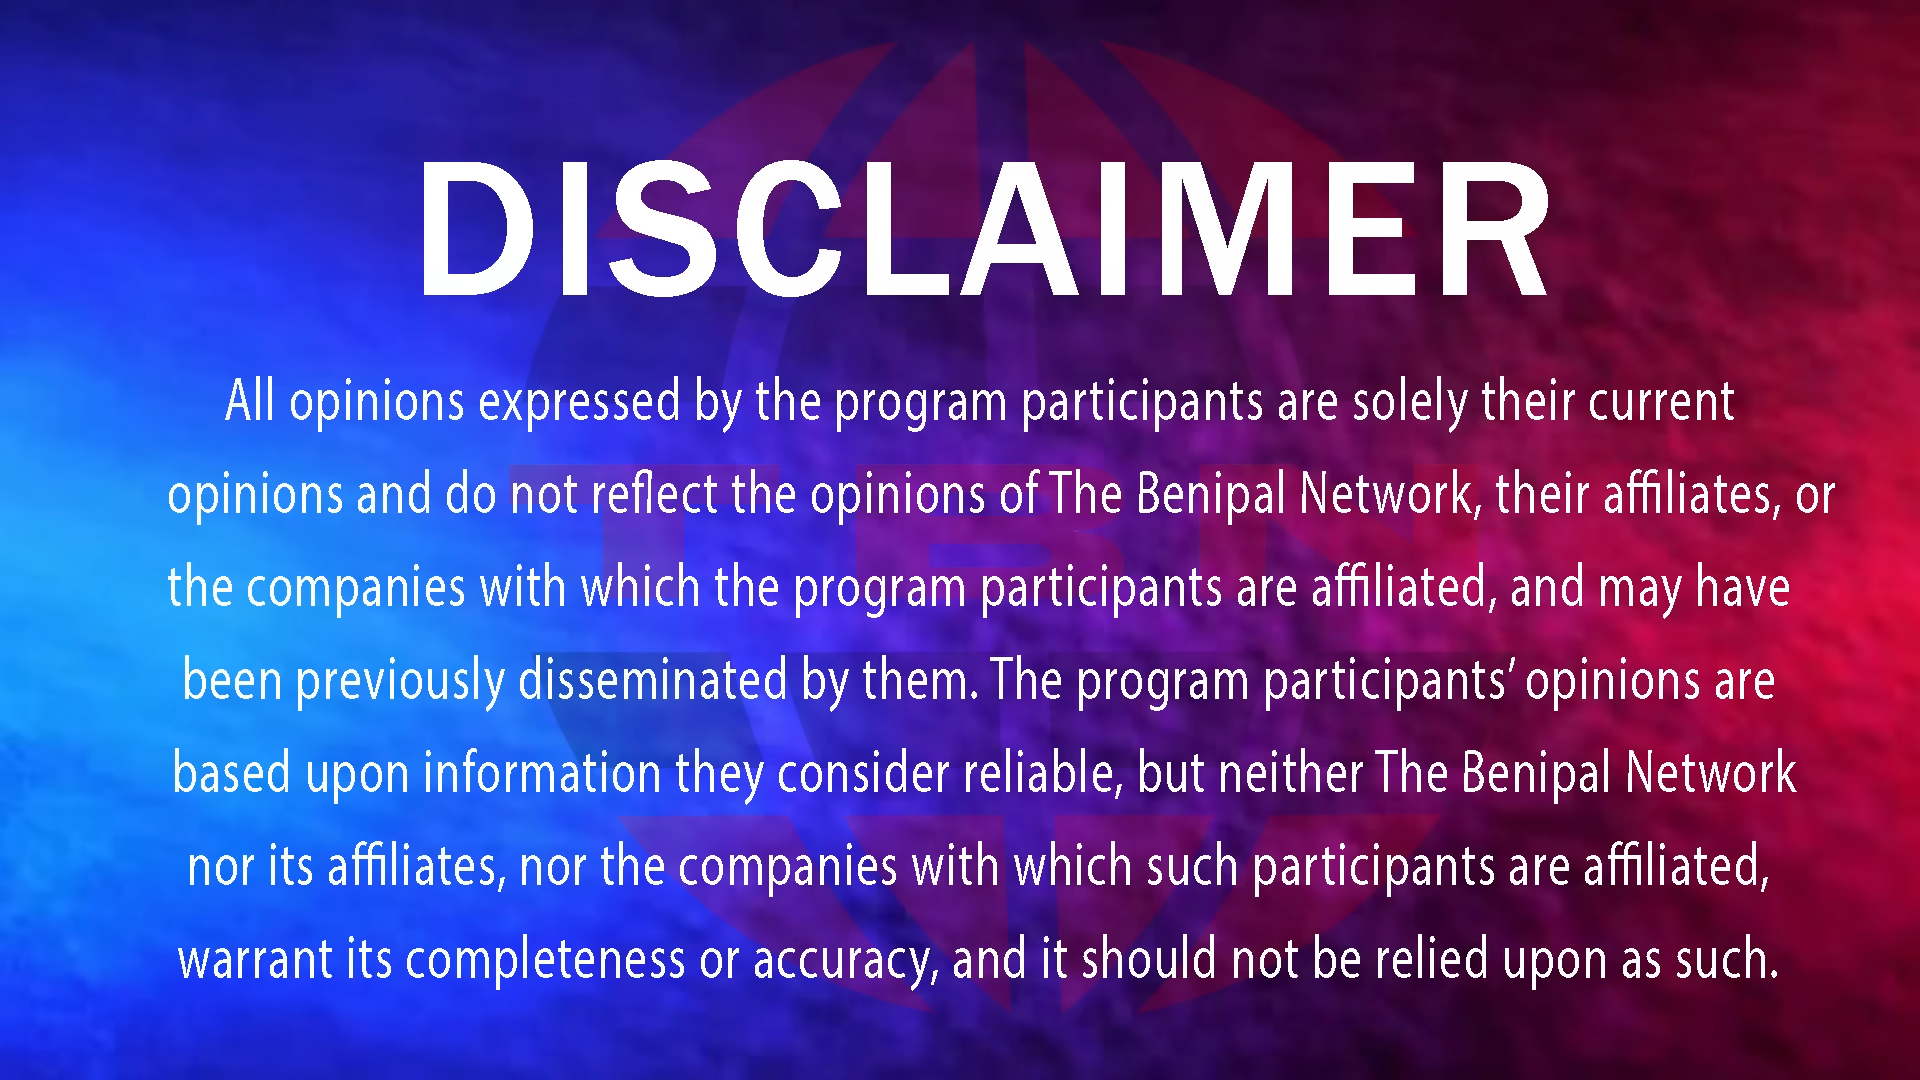 DISCLAIMER
All opinions expressed by the program participants are solely their current
opinions and do not reflect the opinions of The Benipal Network, their affiliates, or
the companies with which the program participants are affiliated, and may have
been previously disseminated by them. The program participants’ opinions are
based upon information they consider reliable, but neither The Benipal Network
nor its affiliates, nor the companies with which such participants are affiliated,
warrant its completeness or accuracy, and it should not be relied upon as such.
TBN